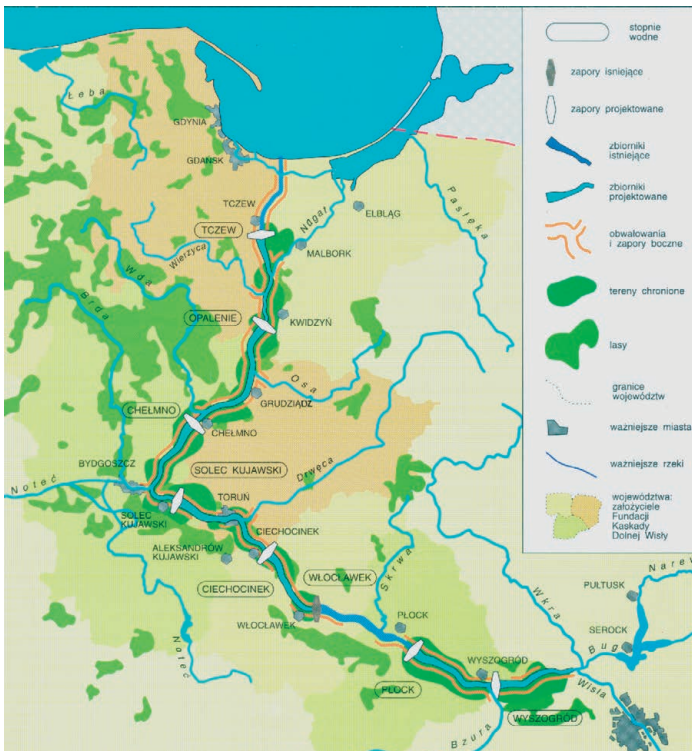 Łeba
GDYNIA
GDAŃSK
TCZEW
TCZEW
Nogat
ELBLĄG
Pasłęka
MALBORK
Wierzyca
Wda
Brda
OPALENIE
KWIDZYŃ
Osa
GRUDZIĄDZ
CHEŁMNO
CHEŁMNO
BYDGOSZCZ
SOLEC KUJAWSKI
Drwęca
Noteć
TORUŃ
SOLEC
KUJAWSKI
CIECHOCINEK
ALEKSANDRÓW
KUJAWSKI
CIECHOCINEK
WŁOCŁAWEK
WŁOCŁAWEK
Noteć
Skrwa
PŁOCK
Wkra
PUŁTUSK
Narew
SEROCK
Bug
WYSZOGRÓD
Wisła
PŁOCK
WYSZOGRÓD
Bzura
stopnie
wodne
zapory isniejące
zapory projektowane
zbiorniki
istniejące
zbiorniki
projektowane
obwałowania
i zapory boczne
tereny chronione
lasy
granice
województw
ważniejsze miasta
ważniejsze rzeki
województwa:
założyciele
Fundacji
Kaskady
Dolnej Wisły